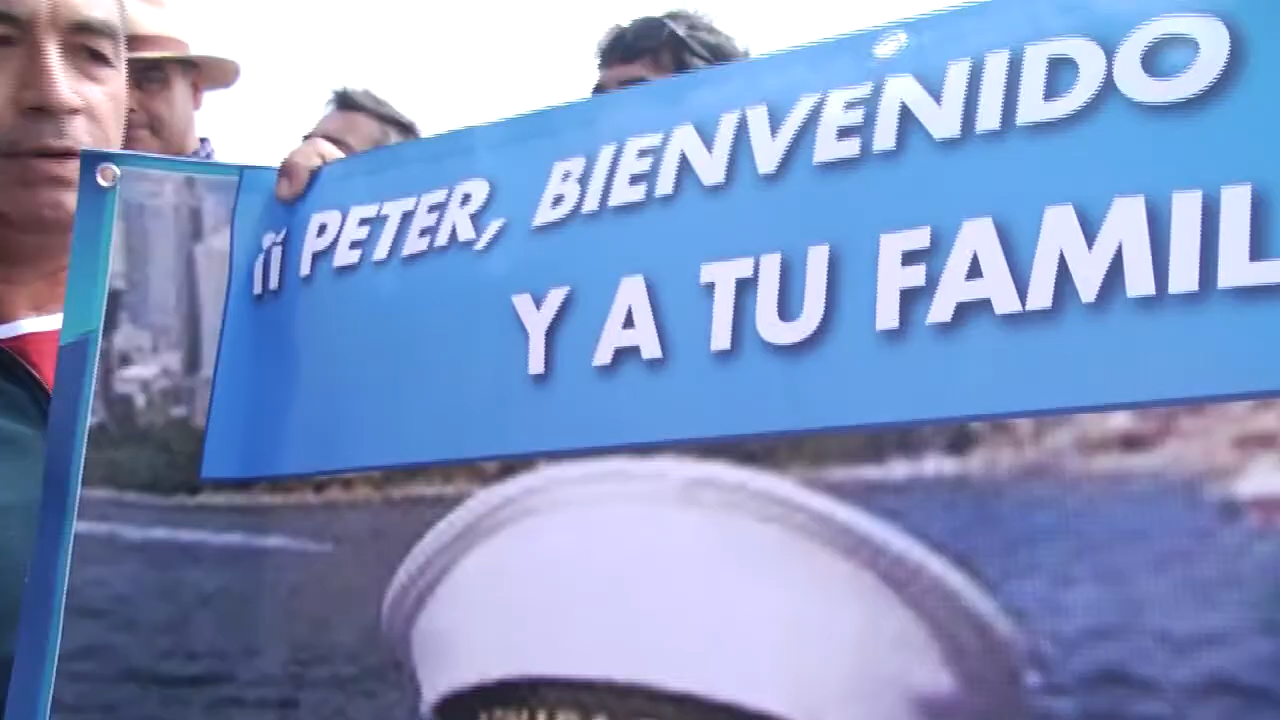 ¡¡ PETER, BIENVENIDO
Y A TU FAMIL